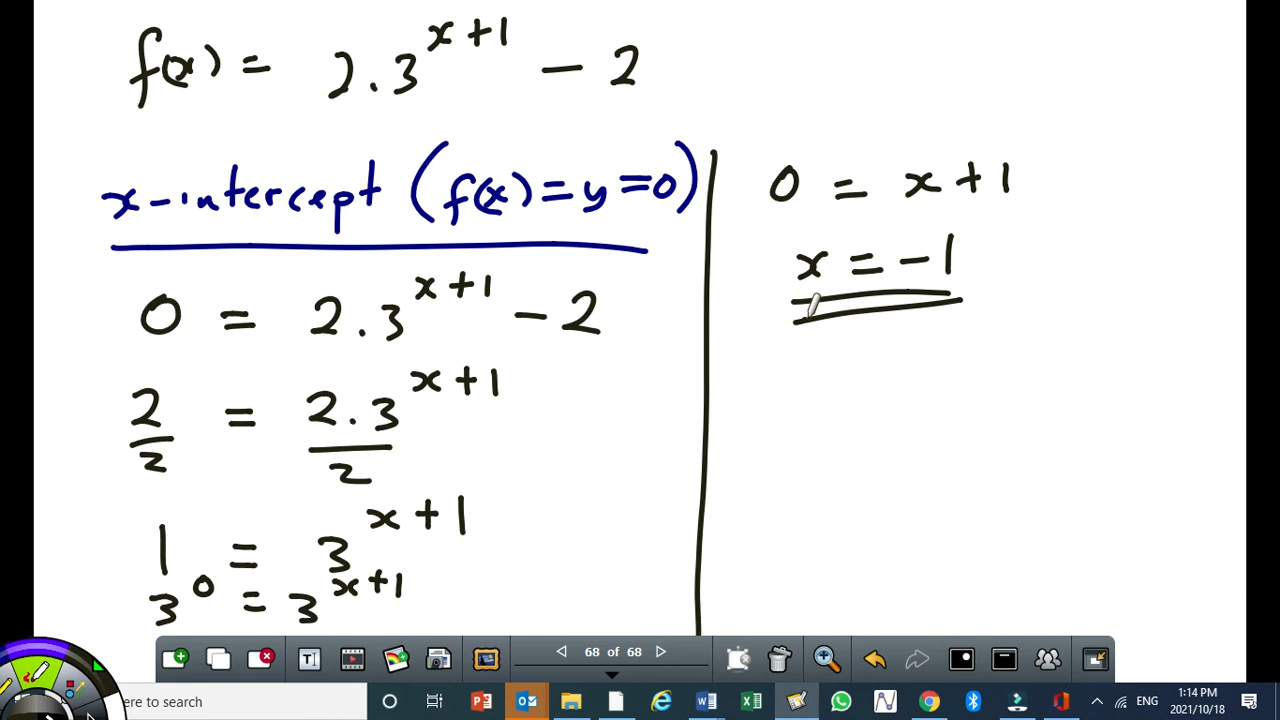 f(x) = 2.3^{x+1} - 2
x-intercept (f(x)=y=0)
0 = 2.3^{x+1} - 2
2/2 = 2.3^{x+1}/2
1 = 3^{x+1}
3^0 = 3^{x+1}
0 = x+1
x = -1
68 of 68
here to search
ENG
1:14 PM
2021/10/18